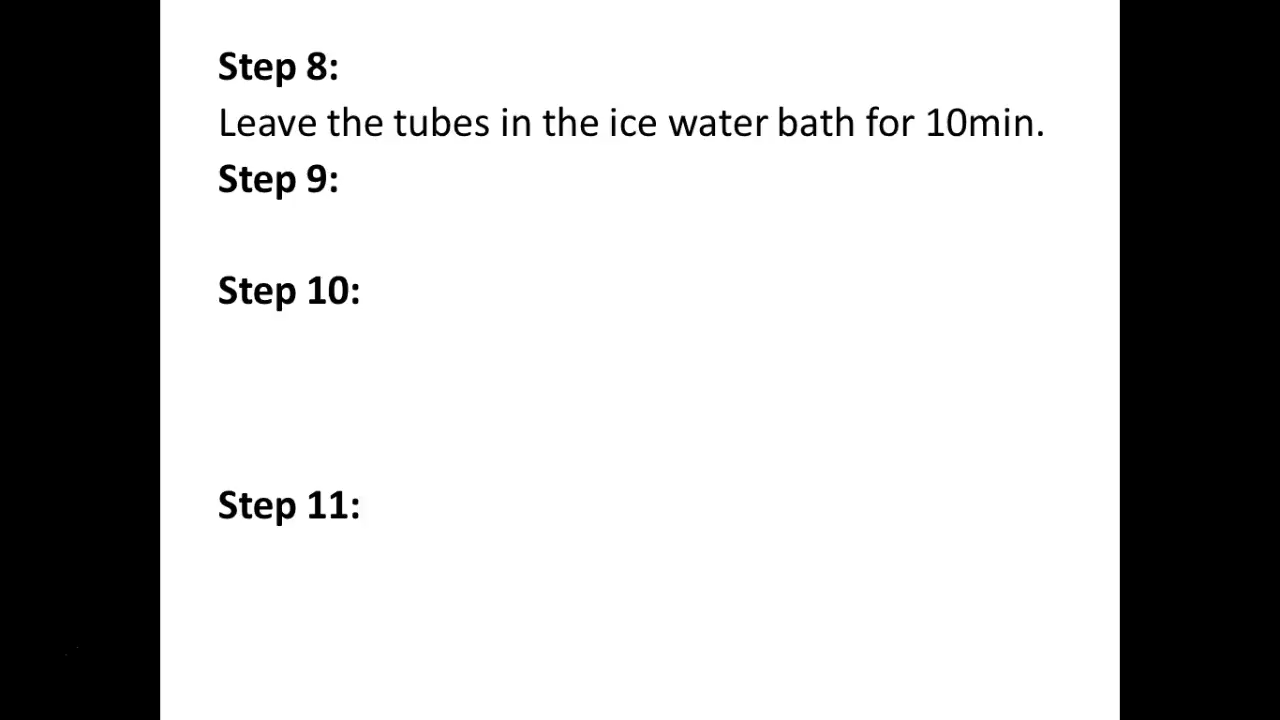 Step 8:
Leave the tubes in the ice water bath for 10min.
Step 9:
Step 10:
Step 11: